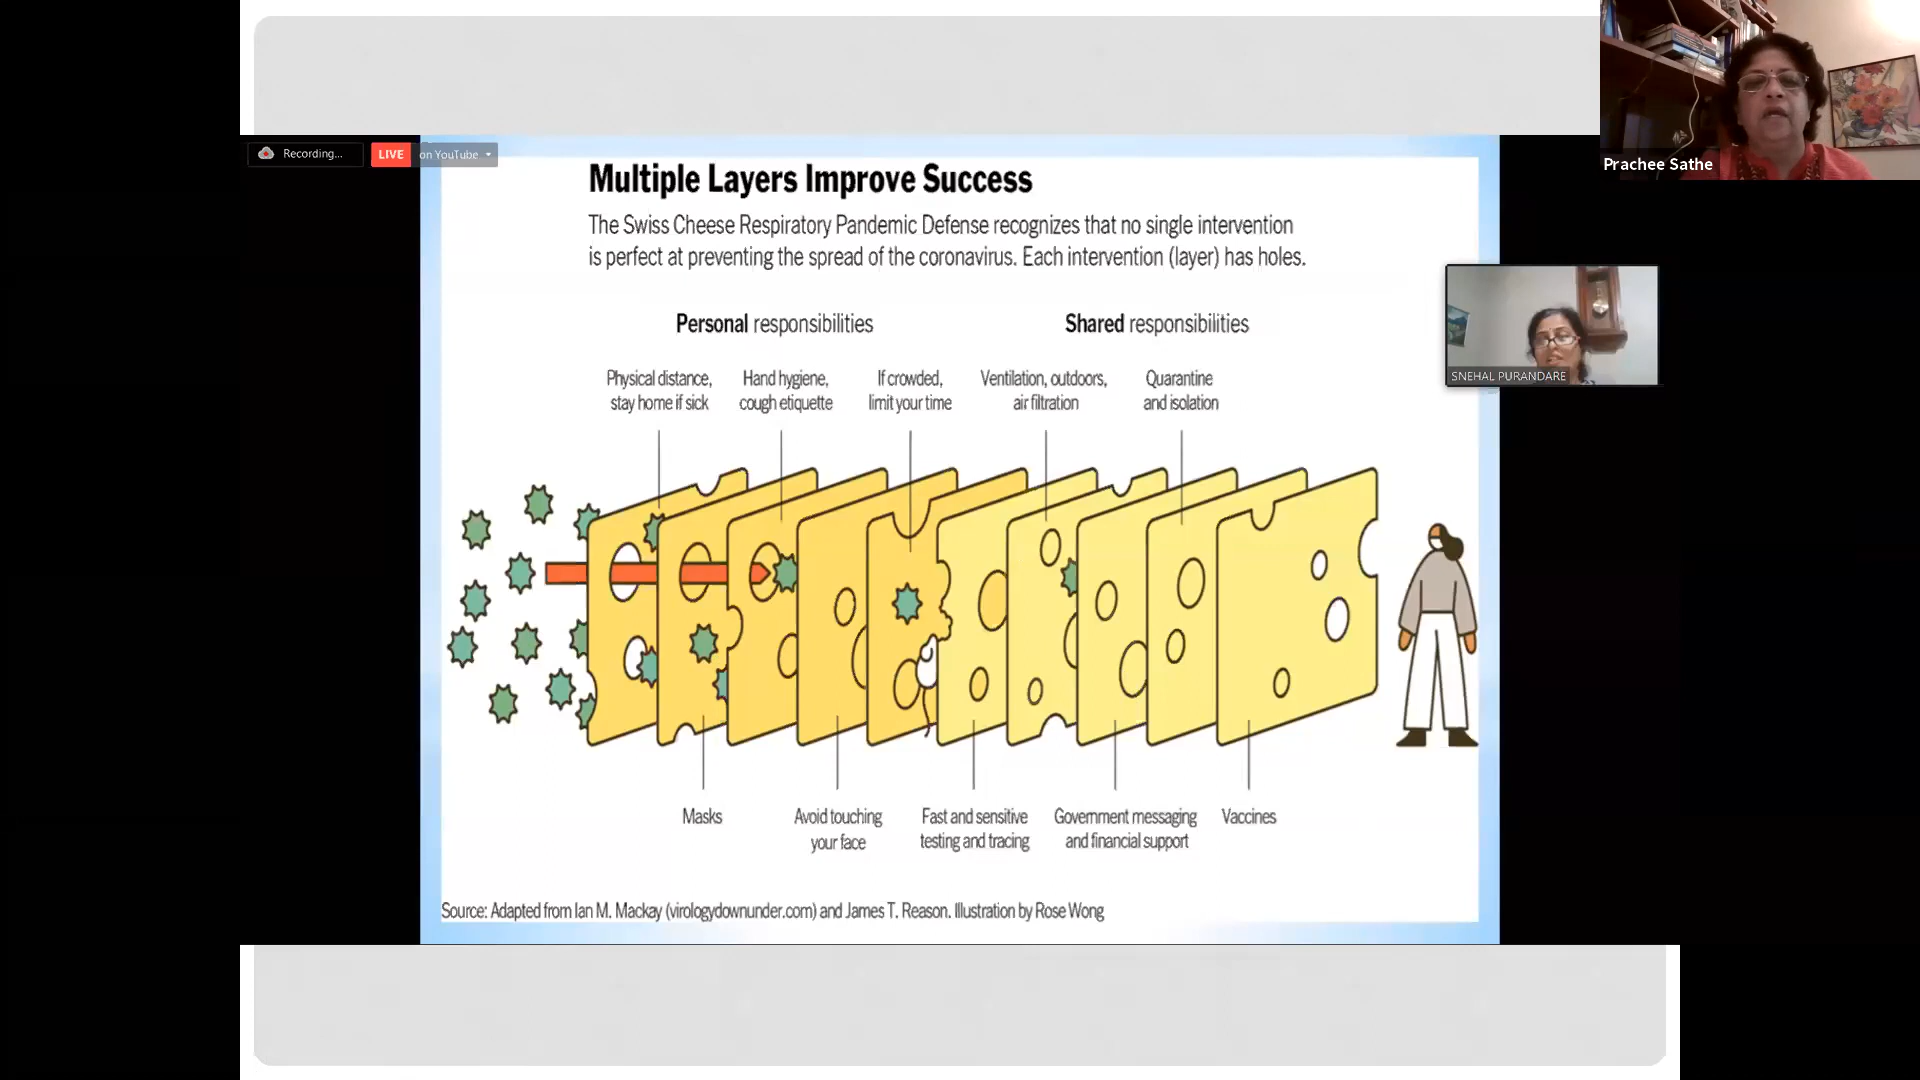 Recording...
LIVE on YouTube
Prachee Sathe
SNEHAL PURANDARE
Multiple Layers Improve Success
The Swiss Cheese Respiratory Pandemic Defense recognizes that no single intervention
is perfect at preventing the spread of the coronavirus. Each intervention (layer) has holes.
Personal responsibilities
Shared responsibilities
Physical distance,
stay home if sick
Hand hygiene,
cough etiquette
If crowded,
limit your time
Ventilation, outdoors,
air filtration
Quarantine
and isolation
Masks
Avoid touching
your face
Fast and sensitive
testing and tracing
Government messaging
and financial support
Vaccines
Source: Adapted from Ian M. Mackay (virologydownunder.com) and James T. Reason. Illustration by Rose Wong